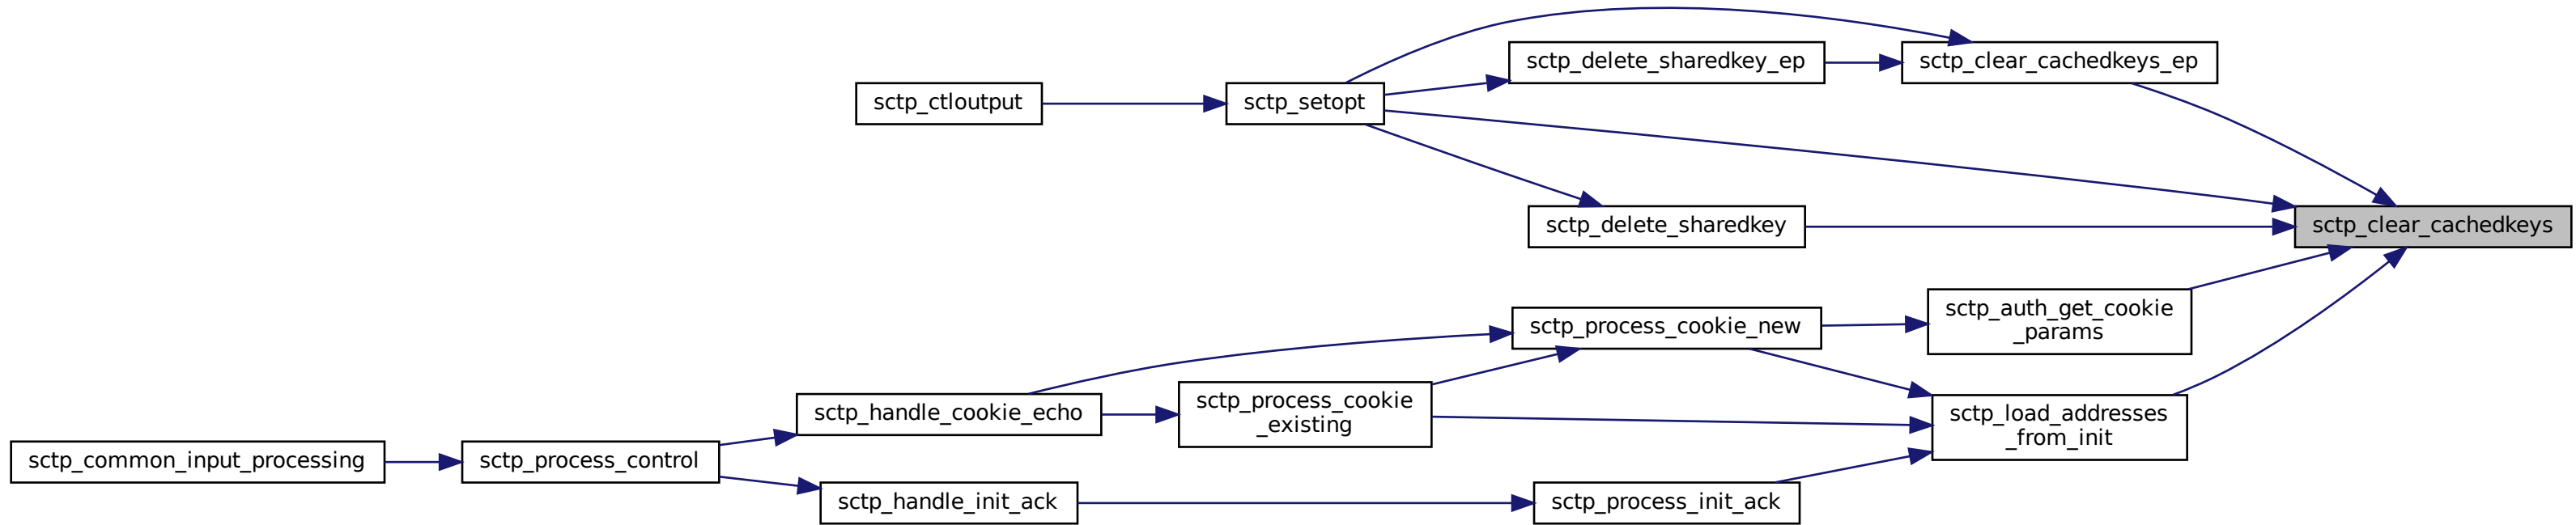 sctp_delete_sharedkey_ep
sctp_clear_cachedkeys_ep
sctp_ctloutput
sctp_setopt
sctp_delete_sharedkey
sctp_clear_cachedkeys
sctp_auth_get_cookie
_params
sctp_process_cookie_new
sctp_process_cookie
_existing
sctp_handle_cookie_echo
sctp_load_addresses
_from_init
sctp_common_input_processing
sctp_process_control
sctp_handle_init_ack
sctp_process_init_ack